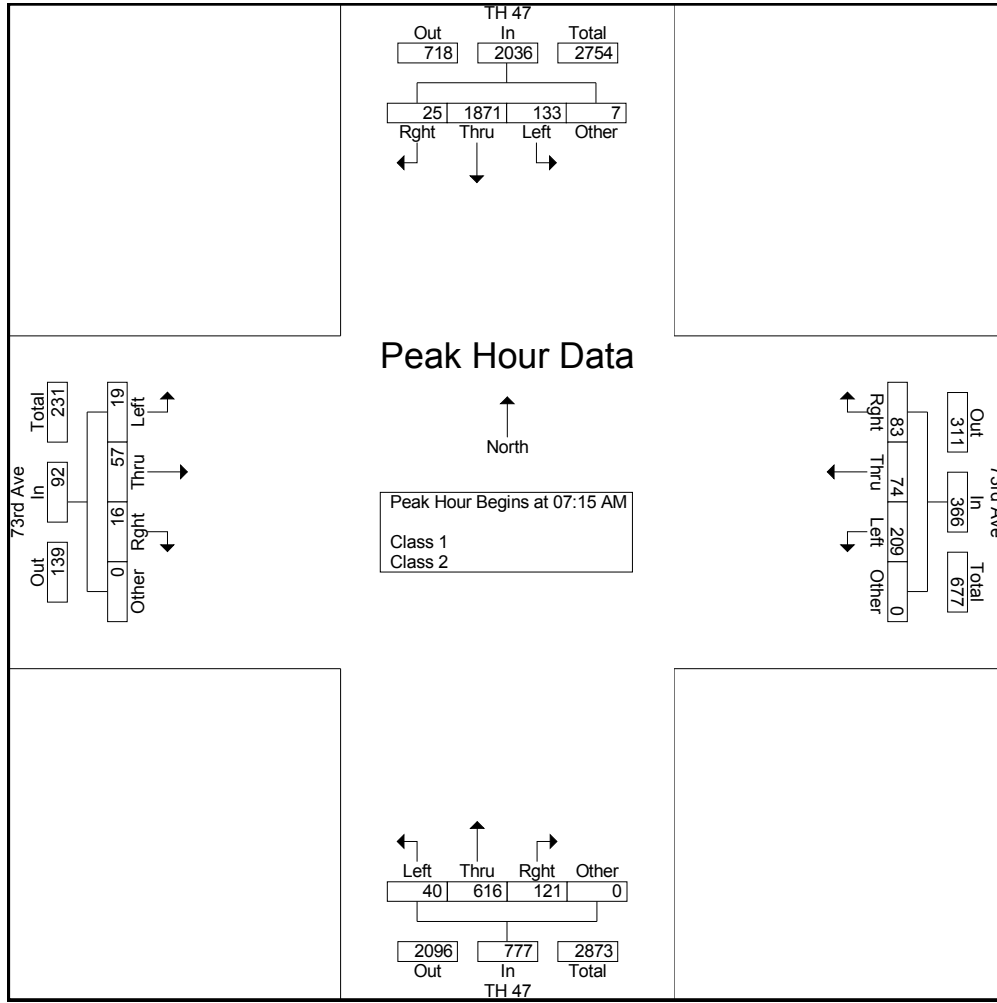 TH 47
Out In Total
718 2036 2754
25 1871 133 7
Rght Thru Left Other
Peak Hour Data
North
Peak Hour Begins at 07:15 AM
Class 1
Class 2
73rd Ave
Total In Out
231 92 139
19 57 16 0
Left Thru Rght Other
Rght Thru Left Other
83 74 209 0
311 366 677
Out In Total
73rd Ave
Left Thru Rght Other
40 616 121 0
2096 777 2873
Out In Total
TH 47